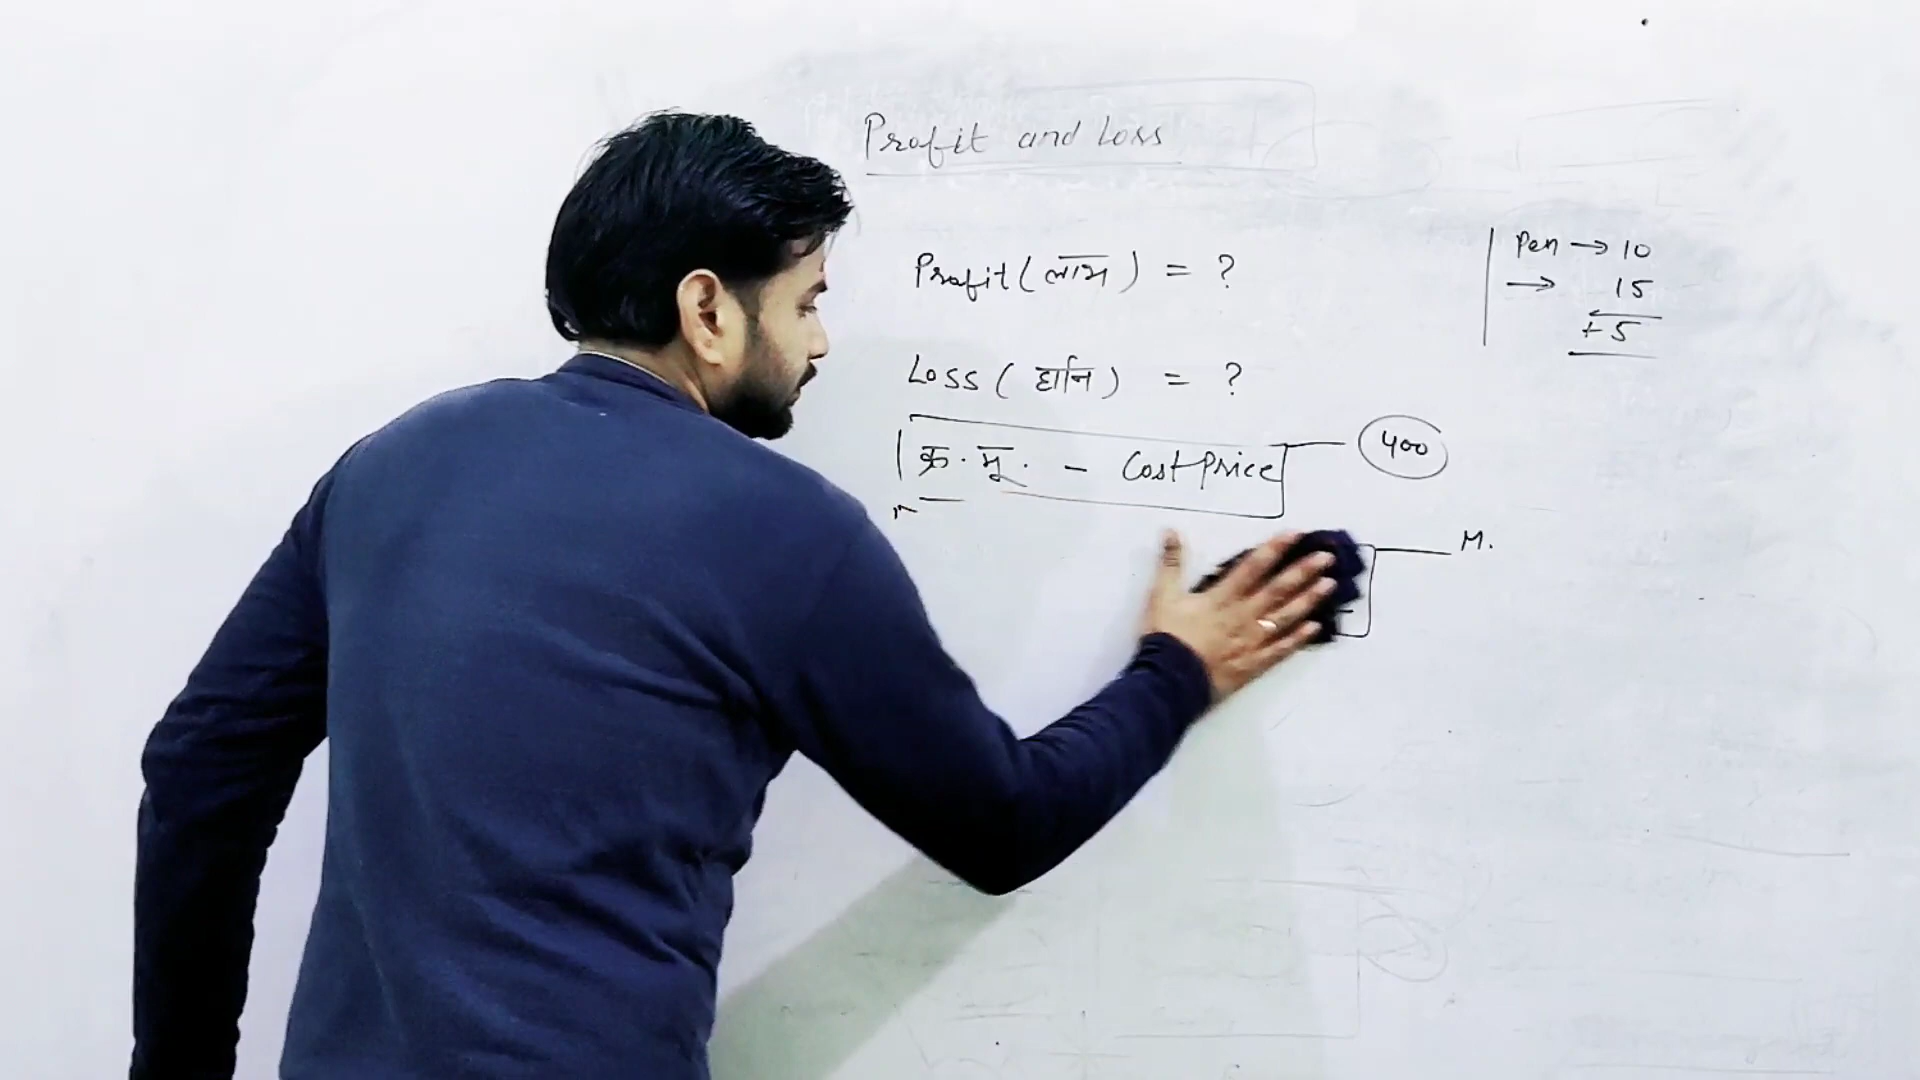 Profit and Loss
Profit (लाभ) = ?
Loss (हानि) = ?
क्र. मू. - Cost Price
400
M.
Pen → 10
→ 15
+ 5